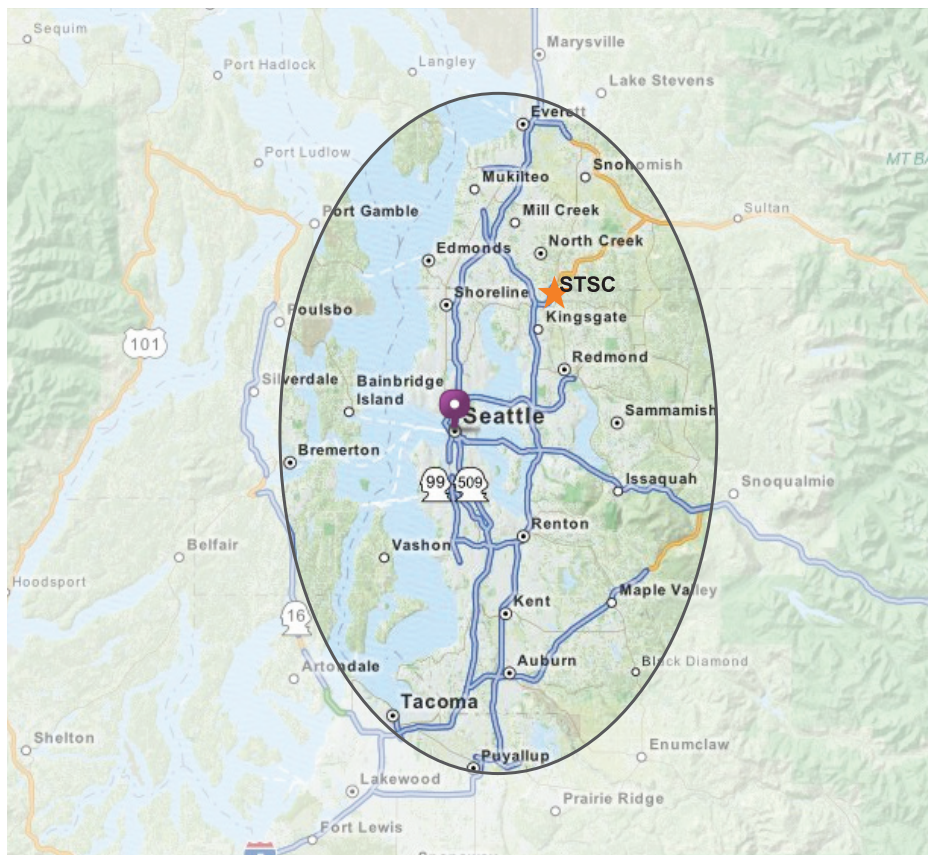 Sequim
Marysville
Port Hadlock
Langley
Lake Stevens
Everett
Port Ludlow
Snohomish
Mukilteo
Port Gamble
Mill Creek
Sultan
Edmonds
North Creek
STSC
Shoreline
Poulsbo
Kingsgate
101
Redmond
Silverdale
Bainbridge
Island
Seattle
Sammamish
Bremerton
99
509
Issaquah
Snoqualmie
Renton
Belfair
Vashon
Hoodsport
Maple Valley
Kent
16
Artondale
Auburn
Black Diamond
Tacoma
Shelton
Enumclaw
Puyallup
Lakewood
Prairie Ridge
Fort Lewis